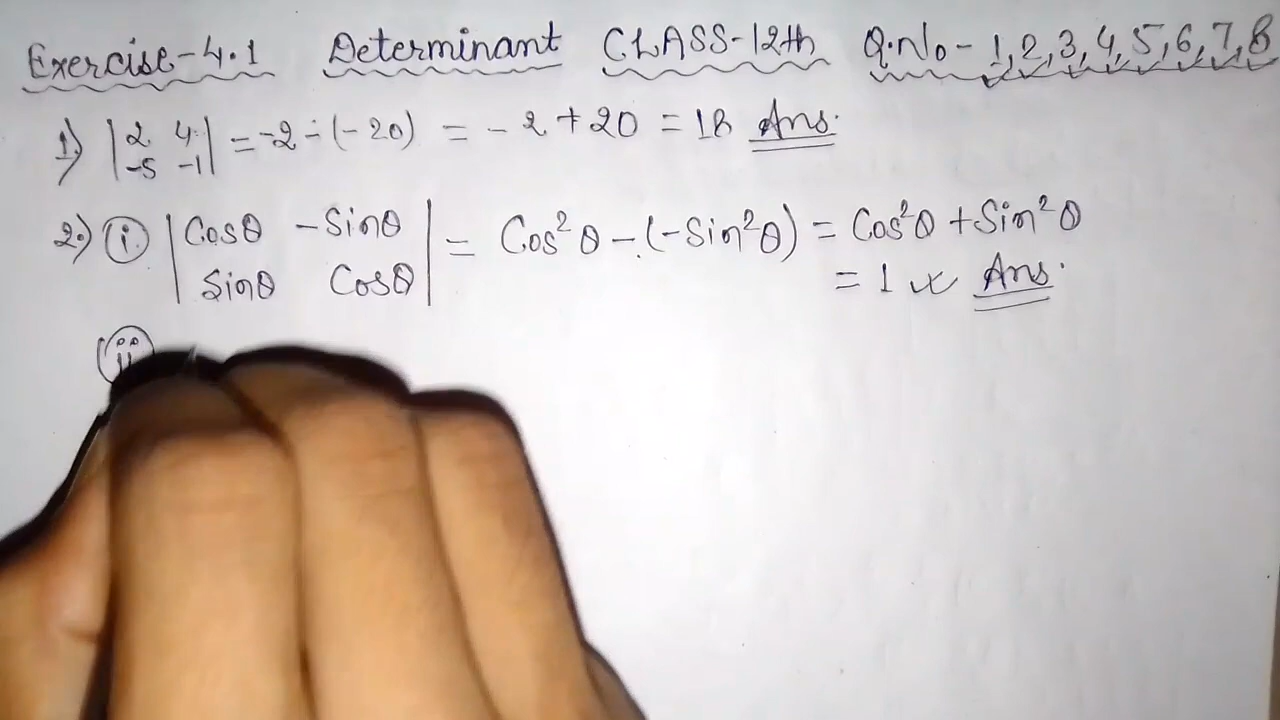 Exercise-4.1 Determinant CLASS-12th Q.No-1,2,3,4,5,6,7,8
1) |2 4| = -2-(-20) = -2+20 = 18 Ans.
|-5 -1|
2.) (i) |Cosθ -Sinθ| = Cos²θ-(-Sin²θ) = Cos²θ+Sin²θ
|Sinθ Cosθ| = 1 Ans.
(ii)